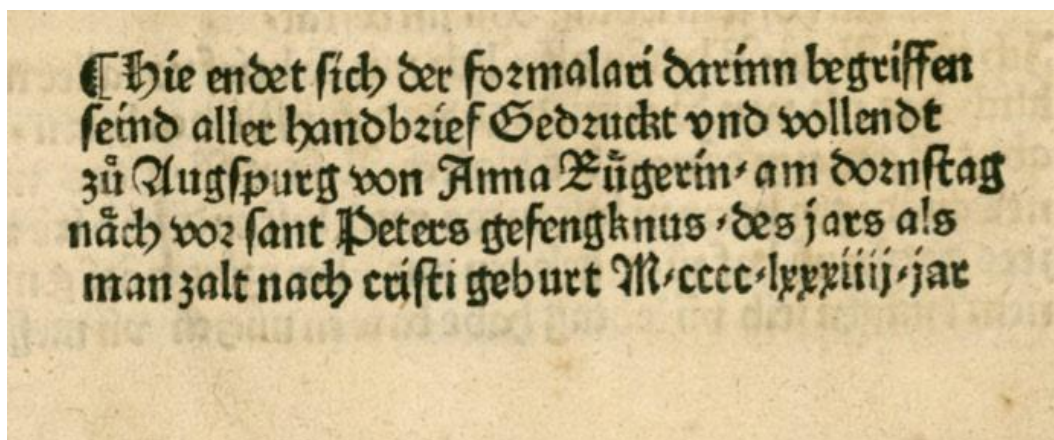 ¶ Hie endet sich der formalari darinn begriffen
seind aller handbrief Gedruckt vnd vollendt
zů Augspurg von Anna Rügerin, am dornstag
nåch vor sant Peters gefengknus, des jars als
man zalt nach cristi geburt M,cccc,lxxxiiij,jar